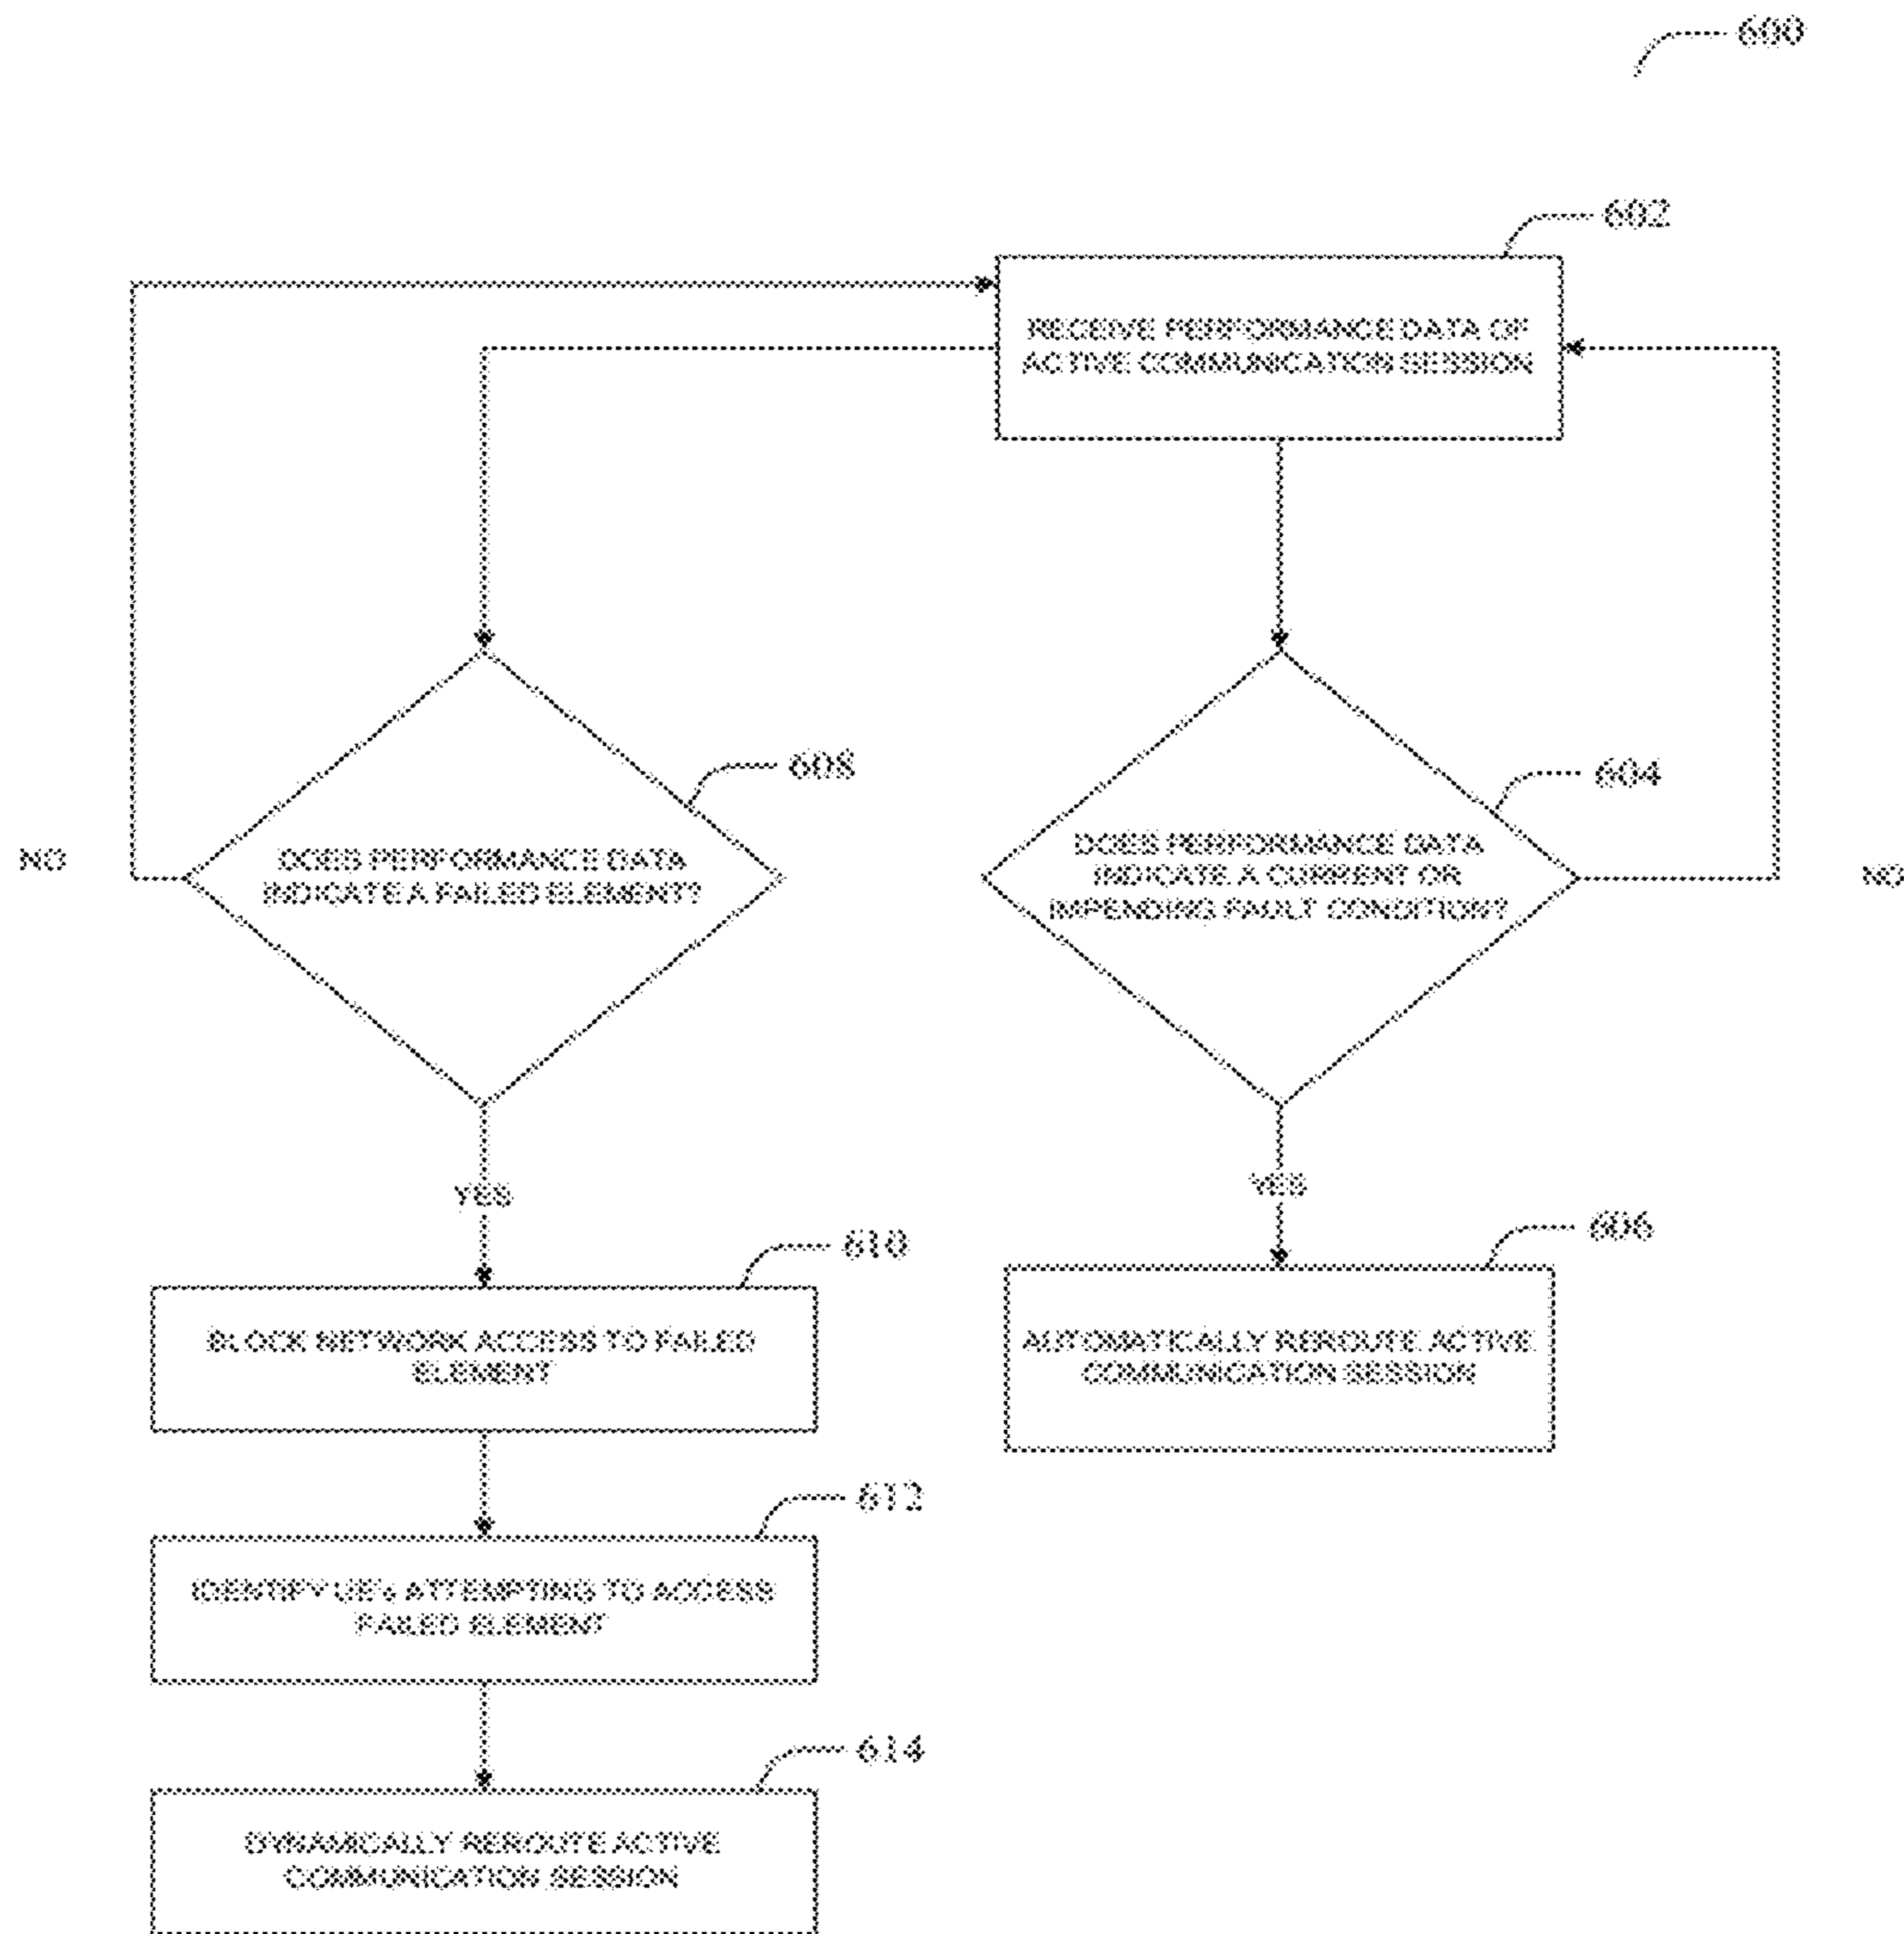 600
602
RECEIVE PERFORMANCE DATA OF
ACTIVE COMMUNICATION SESSION
608
604
NO
DOES PERFORMANCE DATA
INDICATE A FAILED ELEMENT?
DOES PERFORMANCE DATA
INDICATE A CURRENT OR
IMPENDING FAULT CONDITION?
NO
YES
YES
610
606
BLOCK NETWORK ACCESS TO FAILED
ELEMENT
AUTOMATICALLY REROUTE ACTIVE
COMMUNICATION SESSION
612
IDENTIFY UEs ATTEMPTING TO ACCESS
FAILED ELEMENT
614
DYNAMICALLY REROUTE ACTIVE
COMMUNICATION SESSION